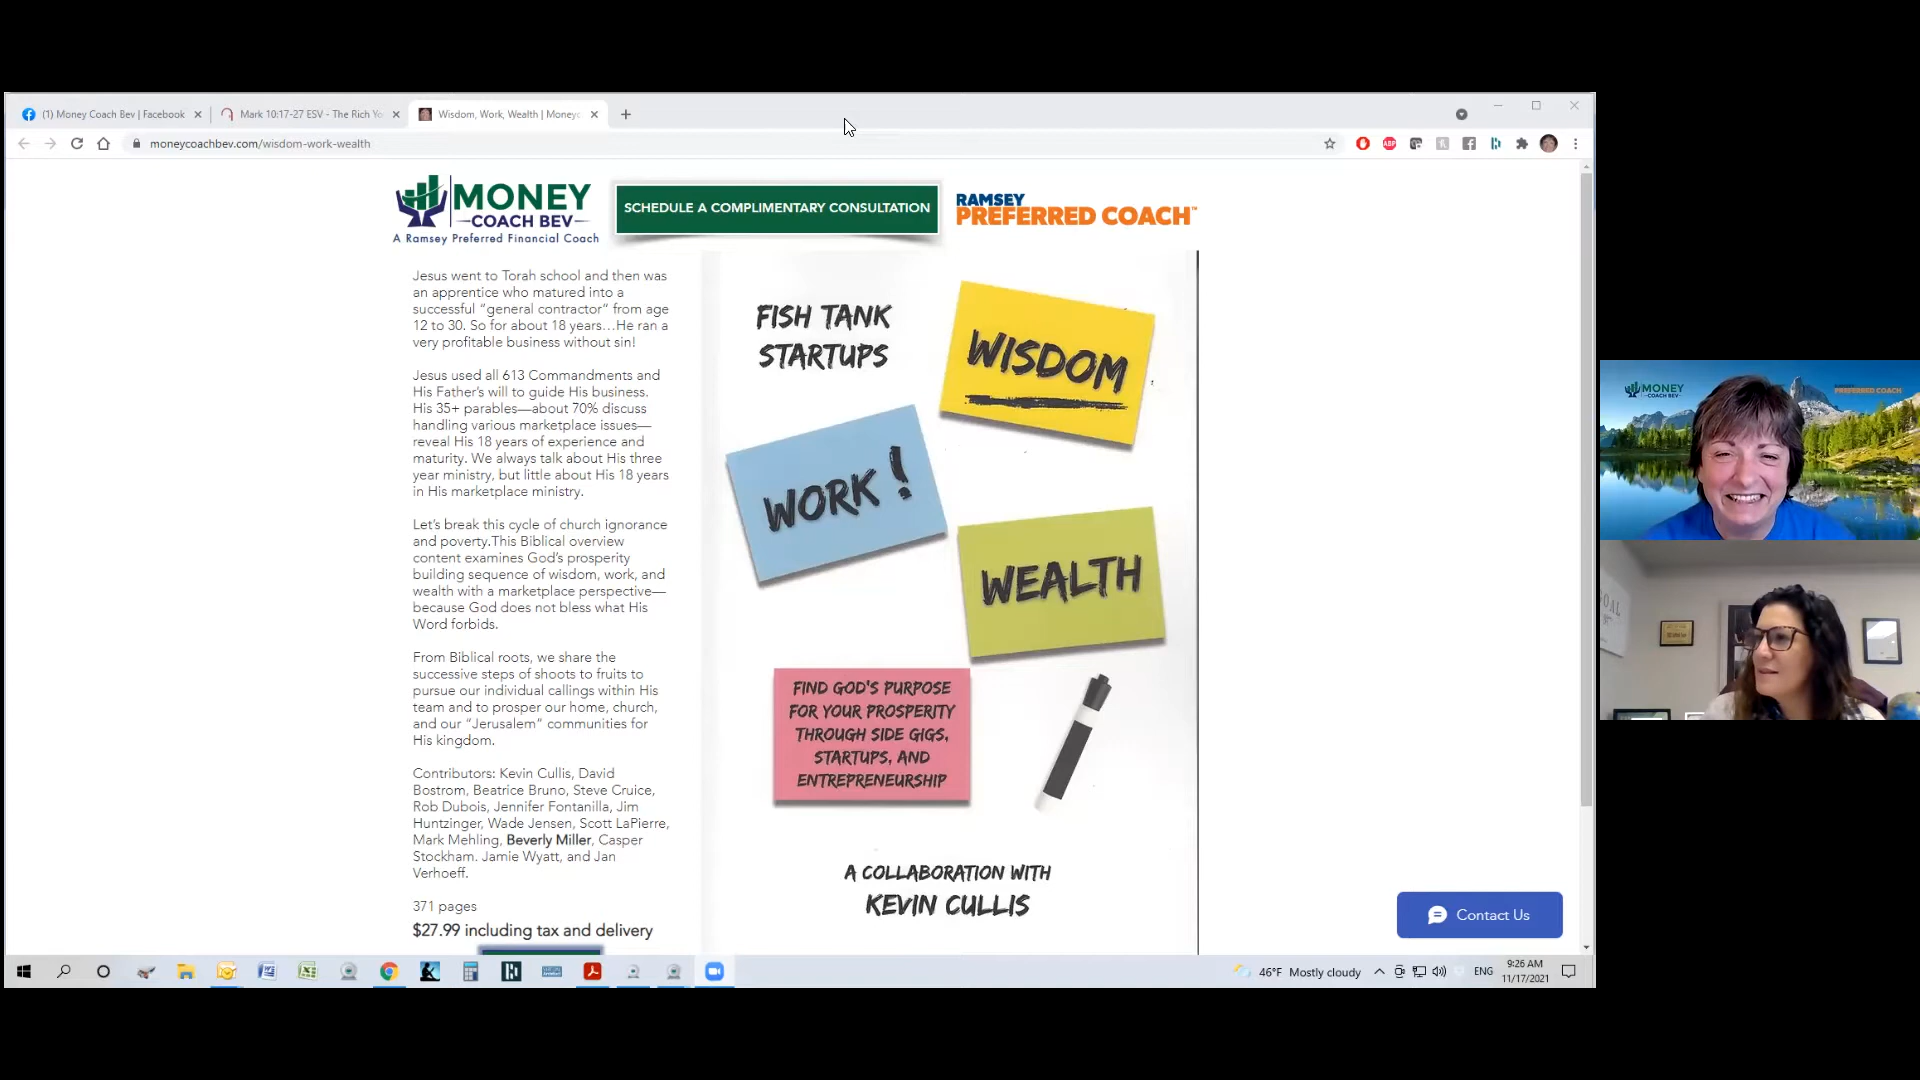 (1) Money Coach Bev | Facebook
Mark 10:17-27 ESV - The Rich Yo
Wisdom, Work, Wealth | Moneyc
moneycoachbev.com/wisdom-work-wealth
MONEY
COACH BEV
A Ramsey Preferred Financial Coach
SCHEDULE A COMPLIMENTARY CONSULTATION
RAMSEY
PREFERRED COACH™
Jesus went to Torah school and then was
an apprentice who matured into a
successful “general contractor” from age
12 to 30. So for about 18 years…He ran a
very profitable business without sin!
Jesus used all 613 Commandments and
His Father’s will to guide His business.
His 35+ parables—about 70% discuss
handling various marketplace issues—
reveal His 18 years of experience and
maturity. We always talk about His three
year ministry, but little about His 18 years
in His marketplace ministry.
Let’s break this cycle of church ignorance
and poverty.This Biblical overview
content examines God’s prosperity
building sequence of wisdom, work, and
wealth with a marketplace perspective—
because God does not bless what His
Word forbids.
From Biblical roots, we share the
successive steps of shoots to fruits to
pursue our individual callings within His
team and to prosper our home, church,
and our “Jerusalem” communities for
His kingdom.
Contributors: Kevin Cullis, David
Bostrom, Beatrice Bruno, Steve Cruice,
Rob Dubois, Jennifer Fontanilla, Jim
Huntzinger, Wade Jensen, Scott LaPierre,
Mark Mehling, Beverly Miller, Casper
Stockham. Jamie Wyatt, and Jan
Verhoeff.
371 pages
$27.99 including tax and delivery
FISH TANK
STARTUPS
WISDOM
WORK!
WEALTH
FIND GOD'S PURPOSE
FOR YOUR PROSPERITY
THROUGH SIDE GIGS,
STARTUPS, AND
ENTREPRENEURSHIP
A COLLABORATION WITH
KEVIN CULLIS
Contact Us
MONEY
COACH BEV
PREFERRED COACH
46°F Mostly cloudy
ENG
9:26 AM
11/17/2021